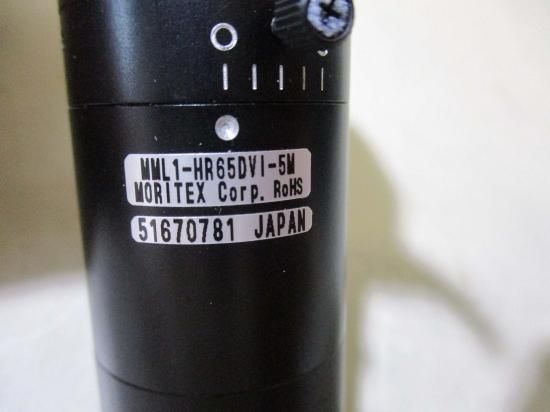 MML1-HR65DVI-5M
MORITEX Corp. RoHS
51670781 JAPAN